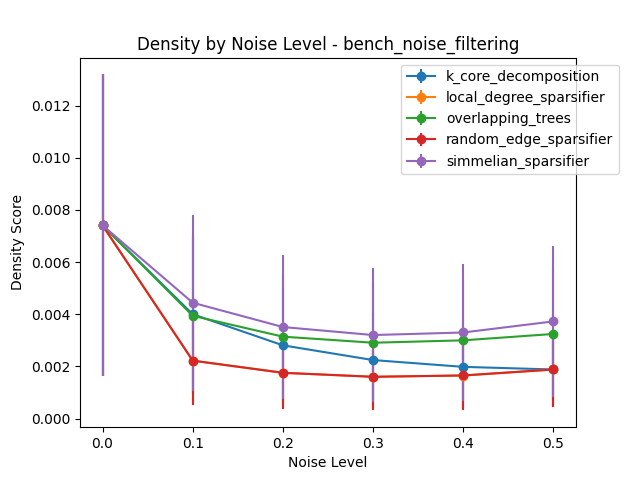 Density by Noise Level - bench_noise_filtering
k_core_decomposition
local_degree_sparsifier
overlapping_trees
random_edge_sparsifier
simmelian_sparsifier
Density Score
0.012
0.010
0.008
0.006
0.004
0.002
0.000
0.0 0.1 0.2 0.3 0.4 0.5
Noise Level